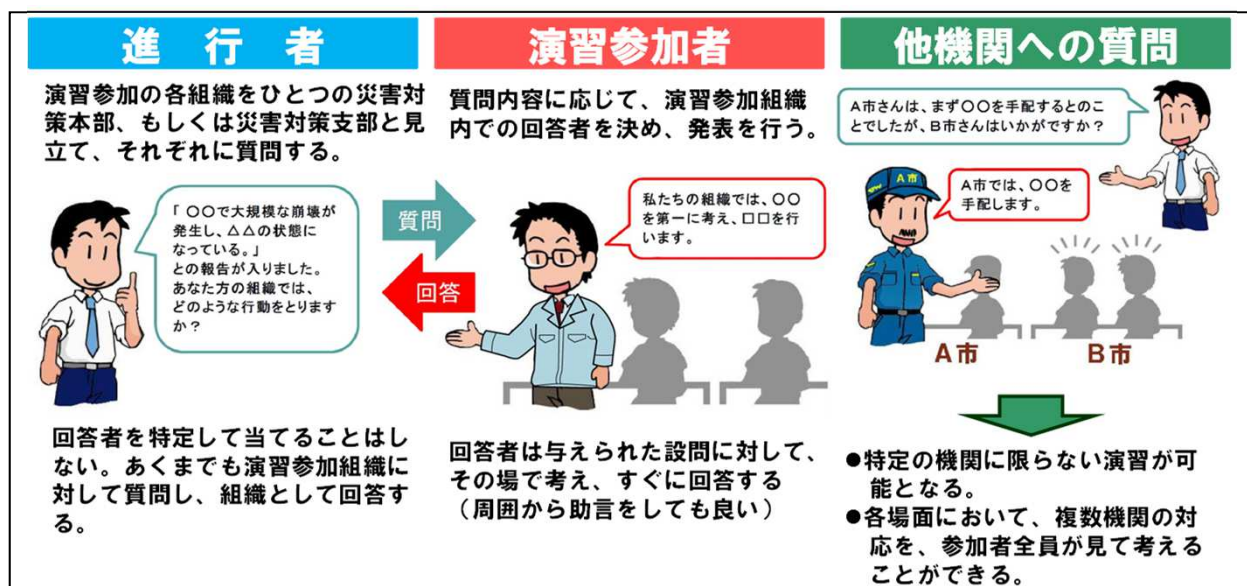 進 行 者
演習参加の各組織をひとつの災害対
策本部、もしくは災害対策支部と見
立て、それぞれに質問する。
「 〇〇で大規模な崩壊が
発生し、△△の状態に
なっている。」
との報告が入りました。
あなた方の組織では、
どのような行動をとります
か?
回答者を特定して当てることはし
ない。あくまでも演習参加組織に
対して質問し、組織として回答す
る。
質問
回答
演習参加者
質問内容に応じて、演習参加組織
内での回答者を決め、発表を行う。
私たちの組織では、〇〇
を第一に考え、□□を行
います。
回答者は与えられた設問に対して、
その場で考え、すぐに回答する
(周囲から助言をしても良い)
他機関への質問
A市さんは、まず〇〇を手配するとのこ
とでしたが、B市さんはいかがですか?
A市
A市では、〇〇を
手配します。
A市
B市
●特定の機関に限らない演習が可
能となる。
●各場面において、複数機関の対
応を、参加者全員が見て考える
ことができる。